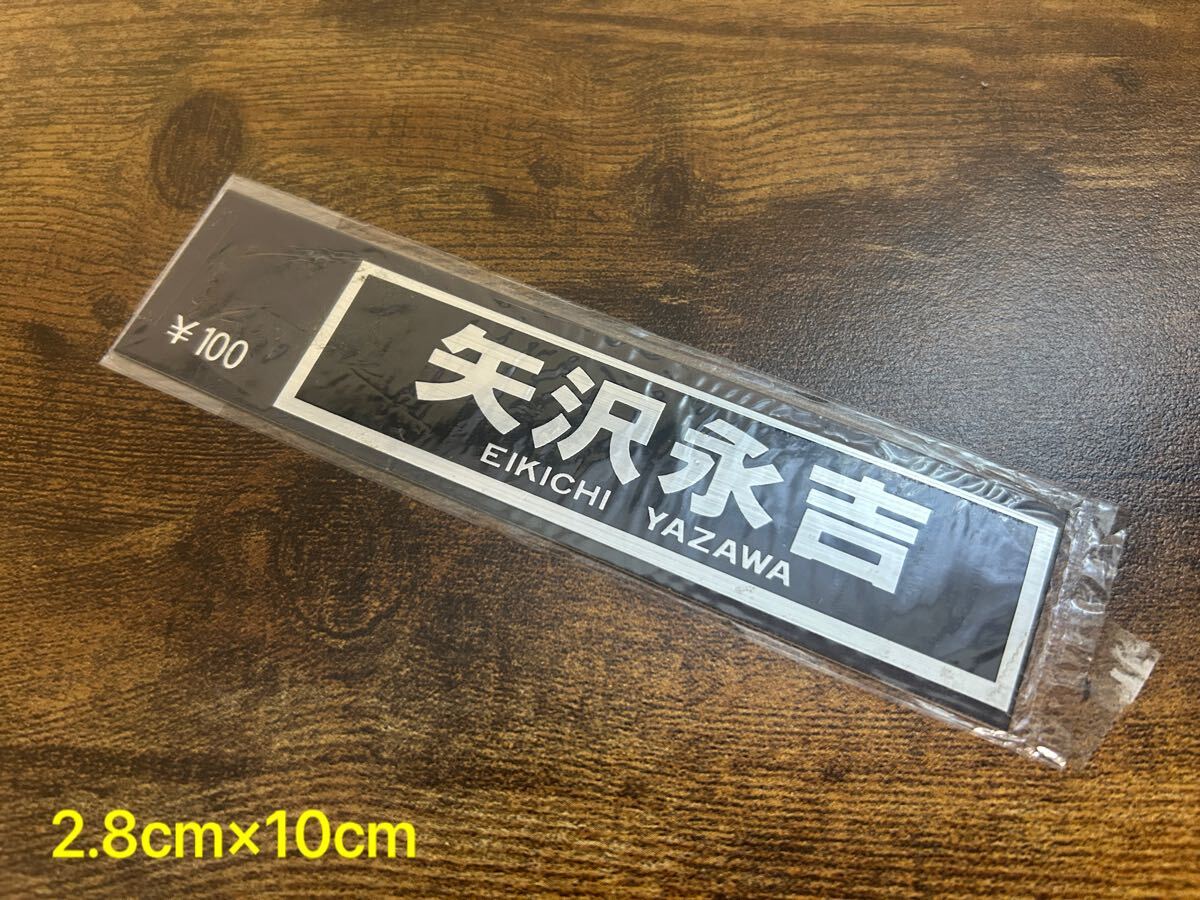 ¥100
矢沢永吉
EIKICHI YAZAWA
2.8cm×10cm